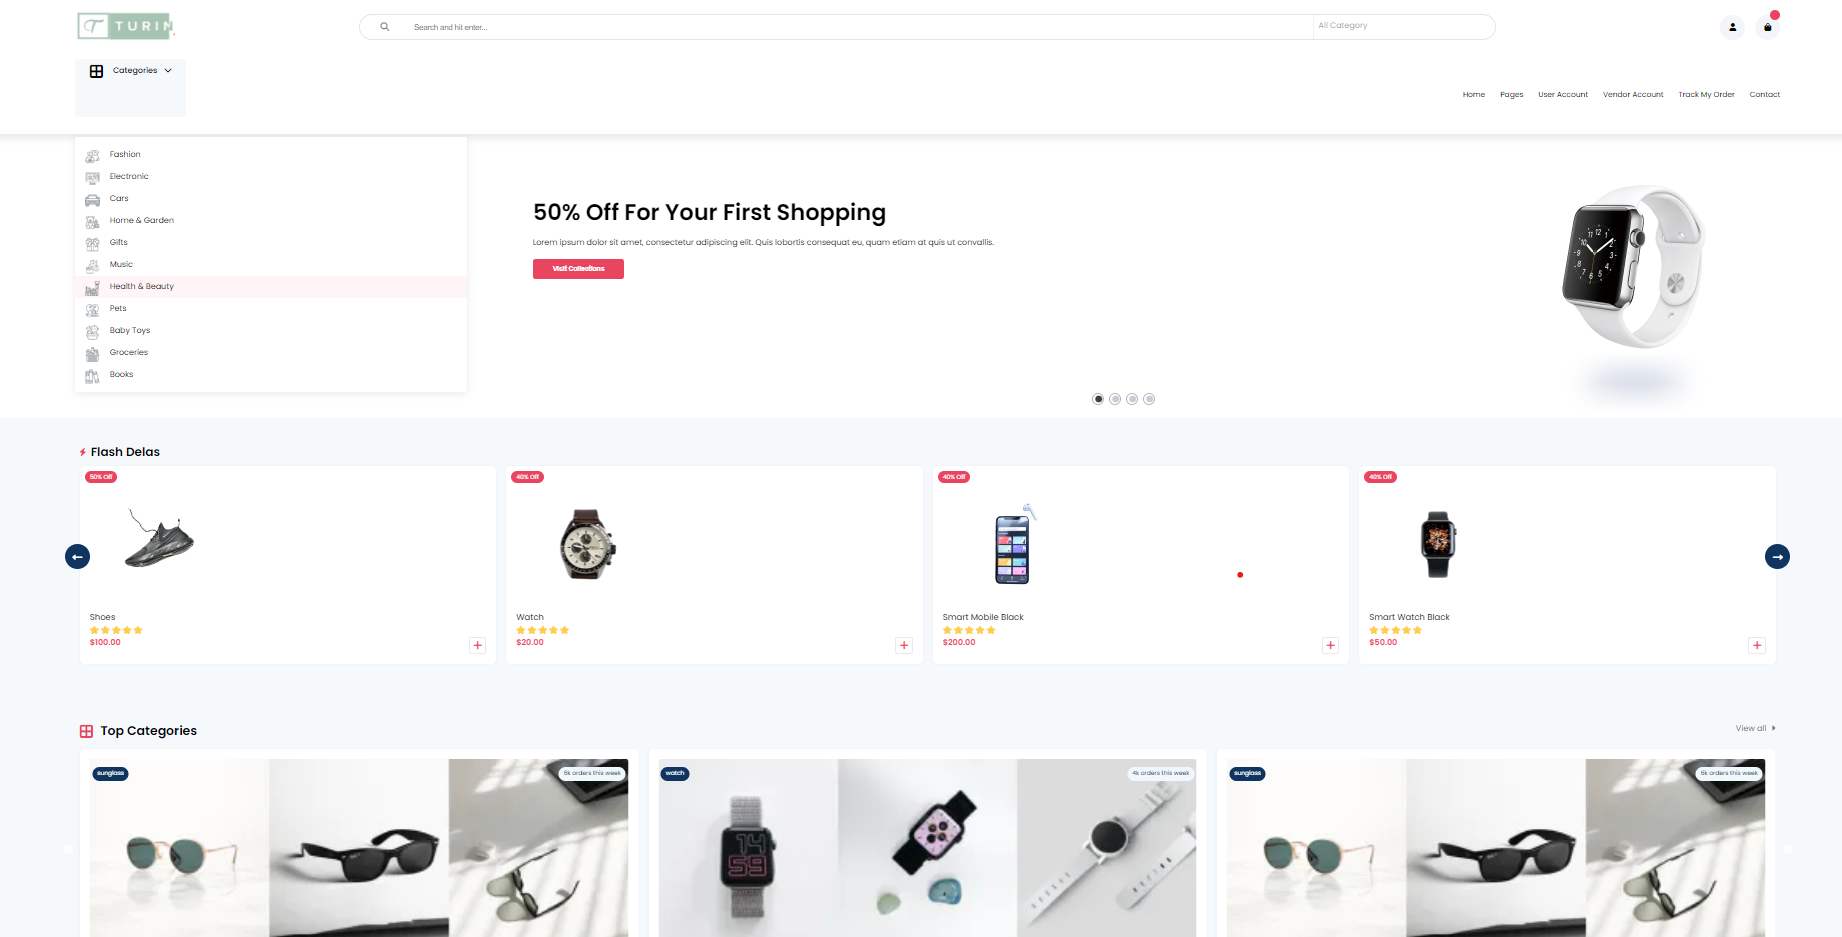 T TURIN.
Search and hit enter...
All Category
Categories
Home Pages User Account Vendor Account Track My Order Contact
Fashion
Electronic
Cars
Home & Garden
Gifts
Music
Health & Beauty
Pets
Baby Toys
Groceries
Books
50% Off For Your First Shopping
Lorem ipsum dolor sit amet, consectetur adipiscing elit. Quis lobortis consequat eu, quam etiam at quis ut convallis.
Visit Collections
Flash Delas
50% Off
Shoes
$100.00
40% Off
Watch
$20.00
40% Off
Smart Mobile Black
$200.00
40% Off
Smart Watch Black
$50.00
Top Categories
View all
sunglass
6k orders this week
watch
4k orders this week
14
59
sunglass
6k orders this week